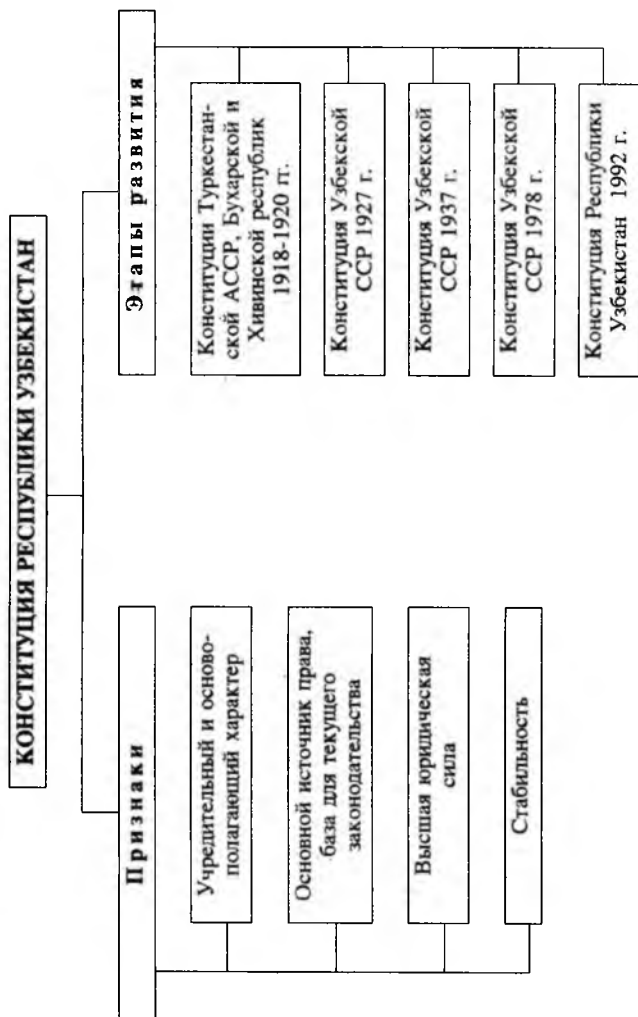 КОНСТИТУЦИЯ РЕСПУБЛИКИ УЗБЕКИСТАН
Признаки
Учредительный и осново-
полагающий характер
Основной источник права,
база для текущего
законодательства
Высшая юридическая
сила
Стабильность
Этапы развития
Конституции Туркестан-
ской АССР, Бухарской и
Хивинской республик
1918-1920 гг.
Конституция Узбекской
ССР 1927 г.
Конституция Узбекской
ССР 1937 г.
Конституция Узбекской
ССР 1978 г.
Конституция Республики
Узбекистан 1992 г.